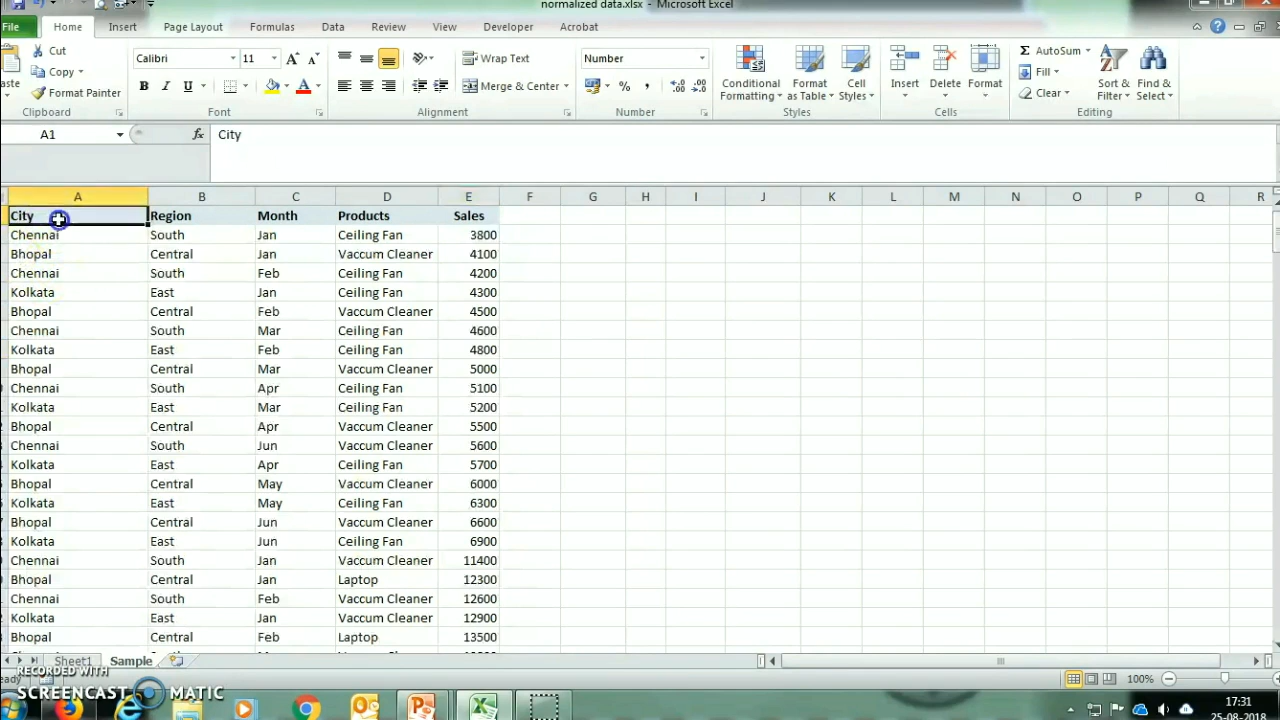 normalized data.xlsx - Microsoft Excel
File Home Insert Page Layout Formulas Data Review View Developer Acrobat
Cut
Copy
Format Painter
Clipboard
Calibri 11
B I U
Font
Wrap Text
Merge & Center
Alignment
Number
%
Number
Conditional Formatting
Format as Table
Cell Styles
Styles
Insert Delete Format
Cells
AutoSum
Fill
Clear
Sort & Filter
Find & Select
Editing
A1 fx City
A B C D E F G H I J K L M N O P Q R
City Region Month Products Sales
Chennai South Jan Ceiling Fan 3800
Bhopal Central Jan Vaccum Cleaner 4100
Chennai South Feb Ceiling Fan 4200
Kolkata East Jan Ceiling Fan 4300
Bhopal Central Feb Vaccum Cleaner 4500
Chennai South Mar Ceiling Fan 4600
Kolkata East Feb Ceiling Fan 4800
Bhopal Central Mar Vaccum Cleaner 5000
Chennai South Apr Ceiling Fan 5100
Kolkata East Mar Ceiling Fan 5200
Bhopal Central Apr Vaccum Cleaner 5500
Chennai South Jun Vaccum Cleaner 5600
Kolkata East Apr Ceiling Fan 5700
Bhopal Central May Vaccum Cleaner 6000
Kolkata East May Ceiling Fan 6300
Bhopal Central Jun Vaccum Cleaner 6600
Kolkata East Jun Ceiling Fan 6900
Chennai South Jan Vaccum Cleaner 11400
Bhopal Central Jan Laptop 12300
Chennai South Feb Vaccum Cleaner 12600
Kolkata East Jan Vaccum Cleaner 12900
Bhopal Central Feb Laptop 13500
Sheet1 Sample
RECORDED WITH
SCREENCAST MATIC
100%
17:31
25-08-2018